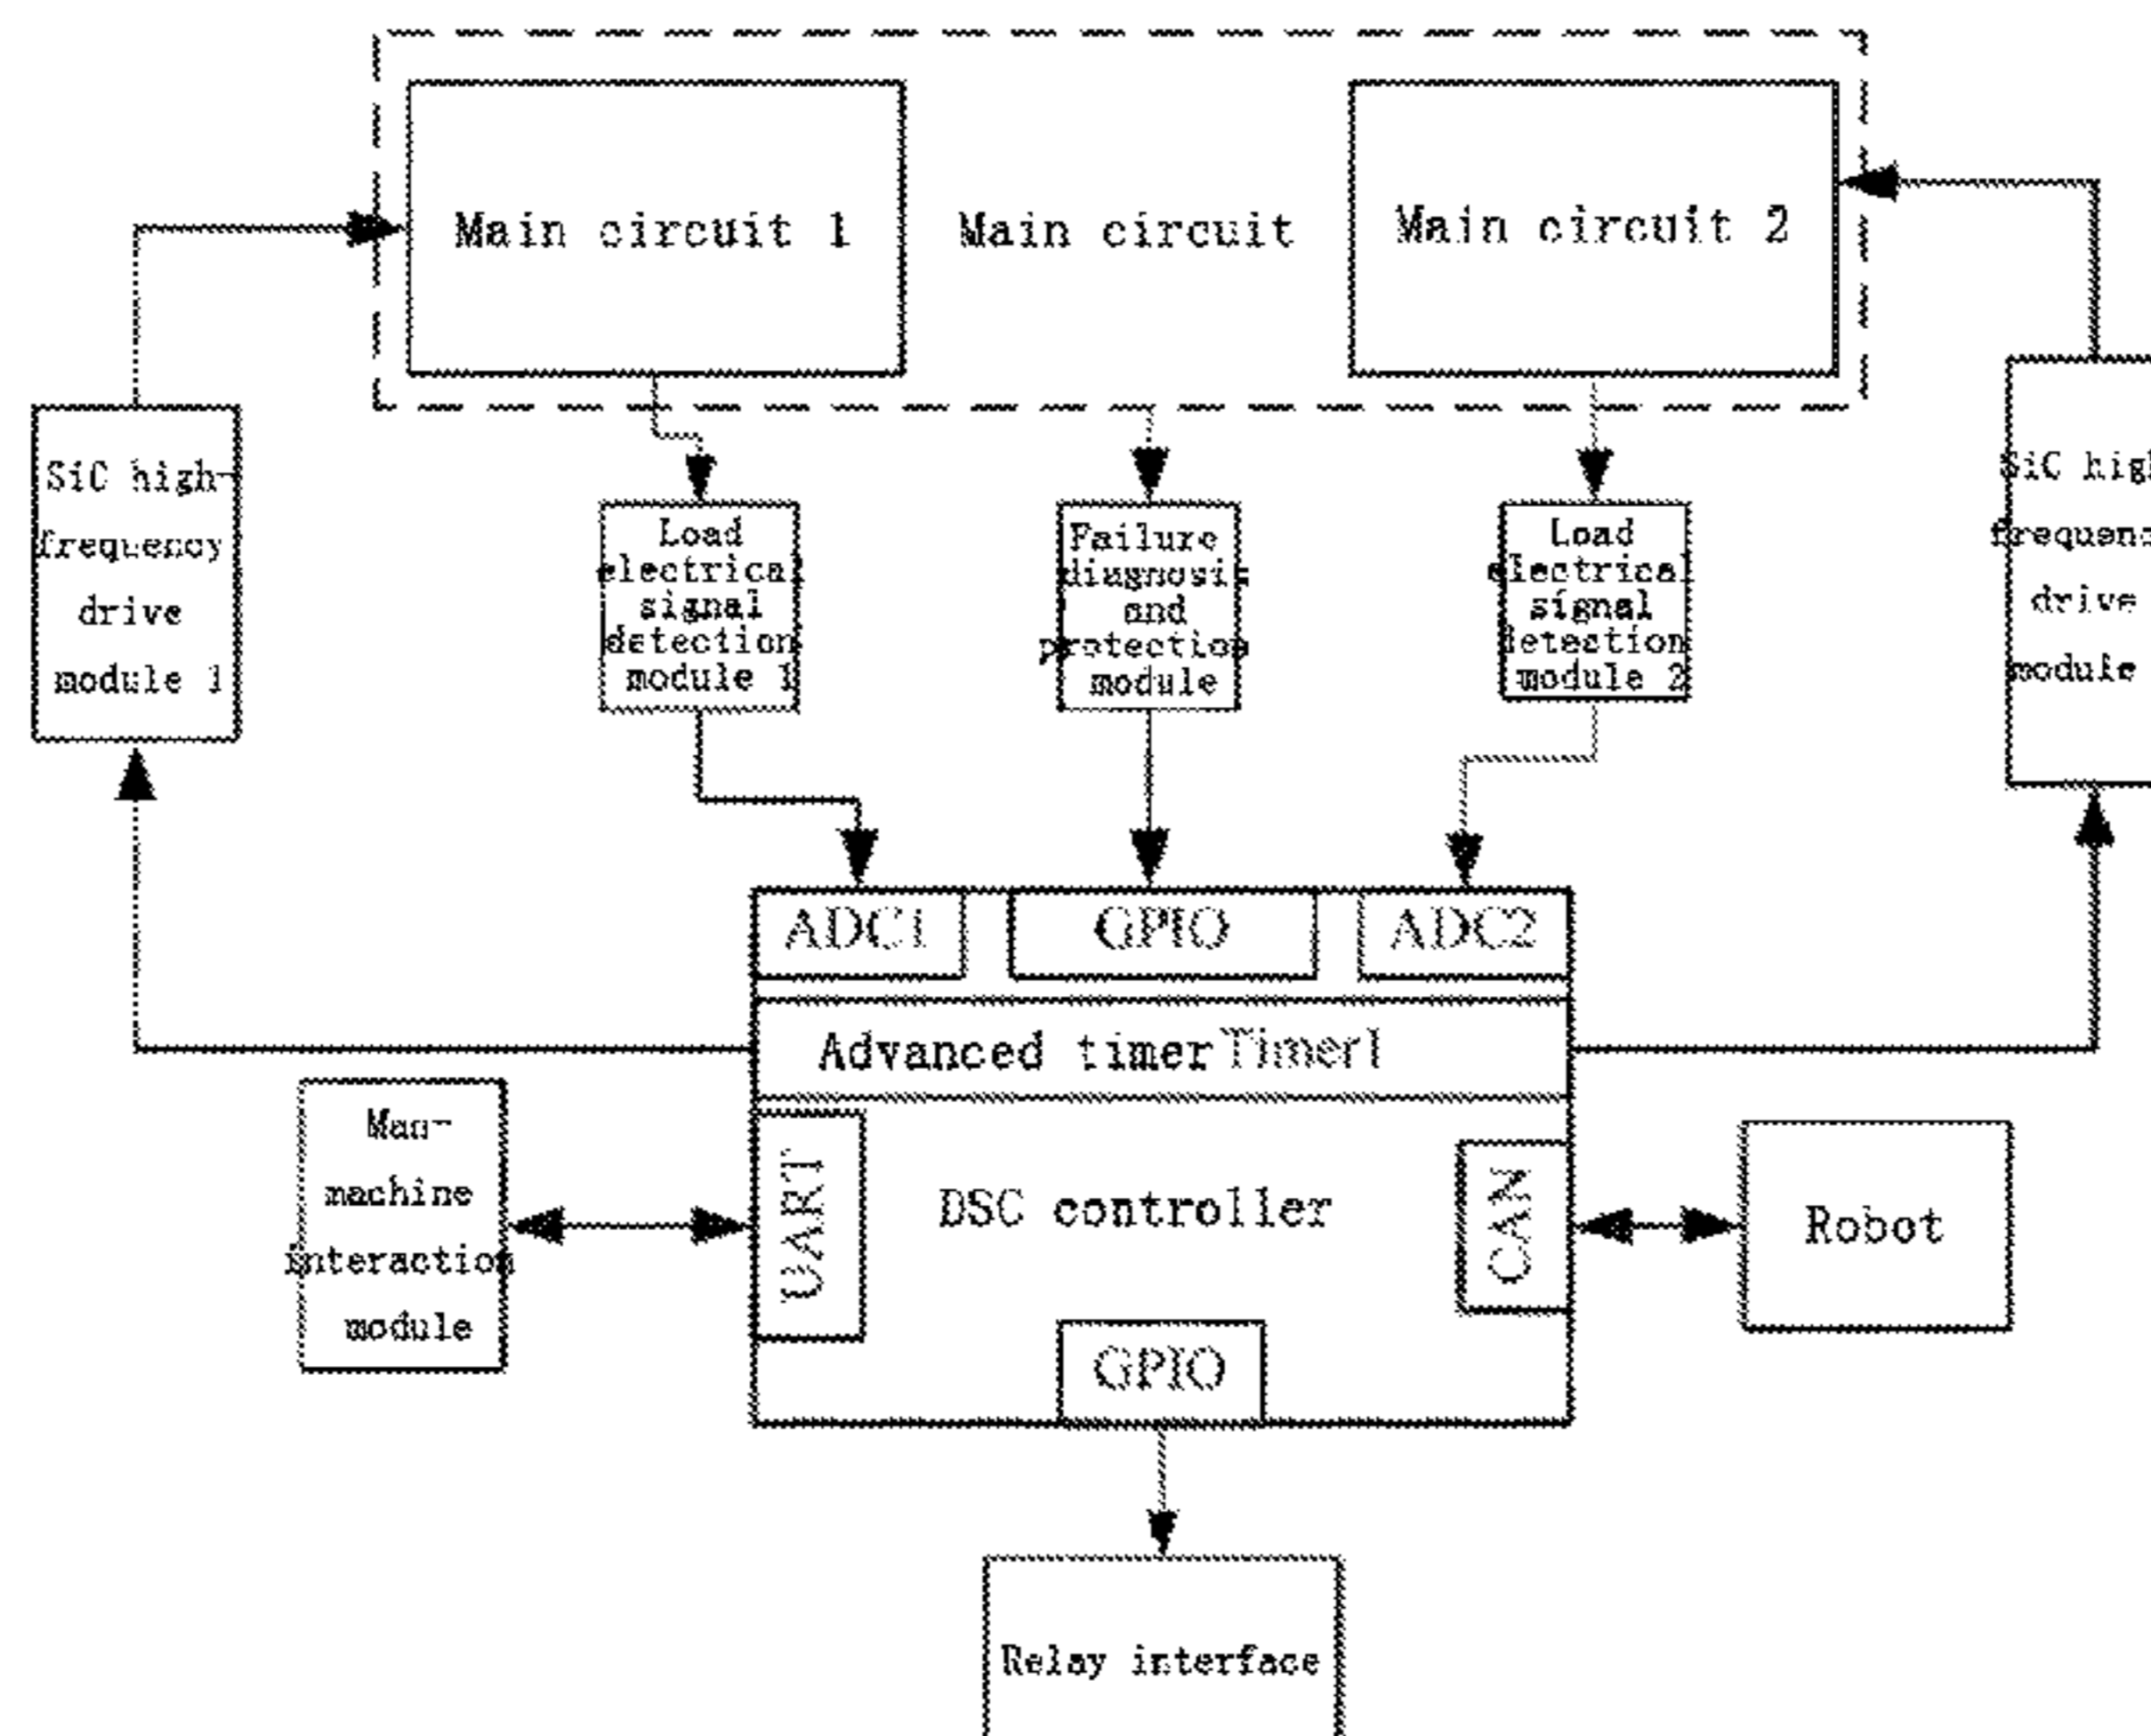 Main circuit 1
Main circuit
Main circuit 2
SiC high-
frequency
drive
module 1
Load
electrical
signal
detection
module 1
Failure
diagnosis
and
protection
module
Load
electrical
signal
detection
module 2
SiC high
frequenc
drive
module
ADC1
GPIO
ADC2
Advanced timer Timer1
Man-
machine
interaction
module
UART
DSC controller
CAN
Robot
GPIO
Relay interface